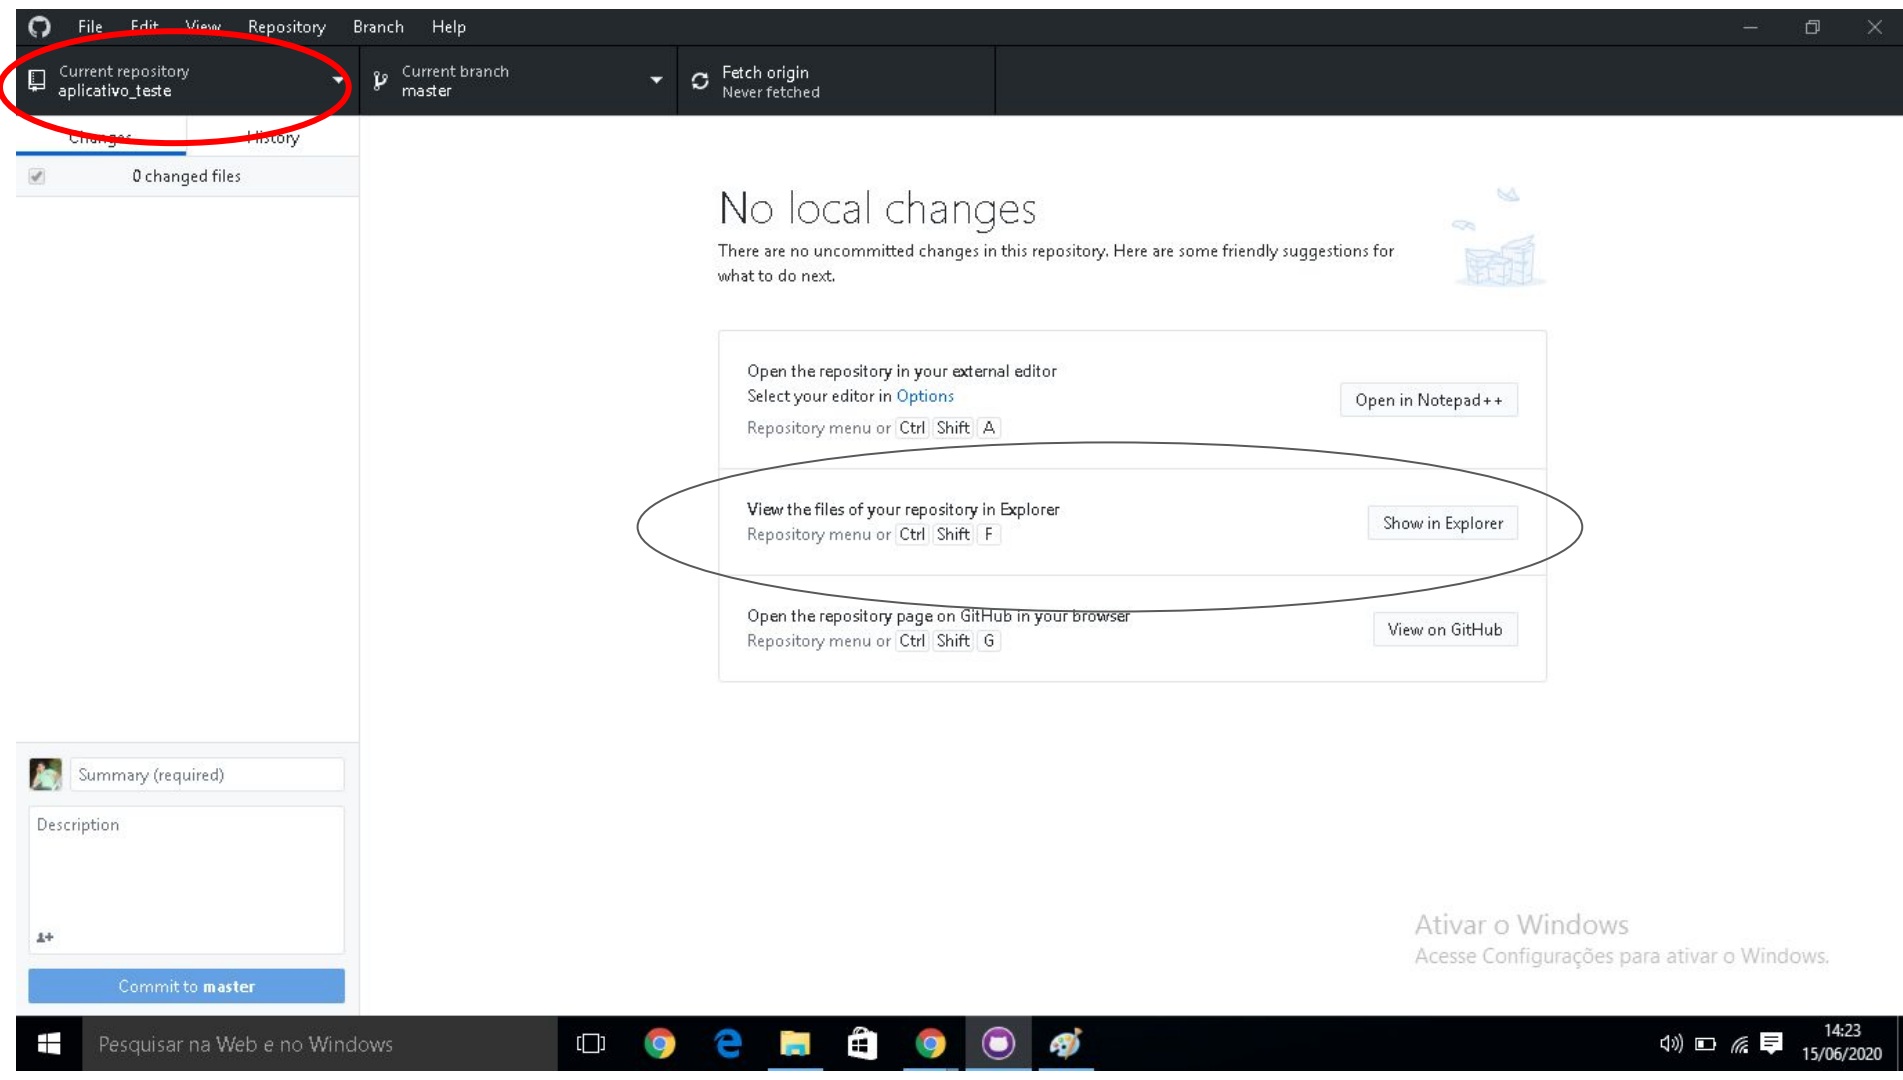 File Edit View Repository Branch Help
Current repository
aplicativo_teste
Current branch
master
Fetch origin
Never fetched
Changes History
0 changed files
No local changes
There are no uncommitted changes in this repository. Here are some friendly suggestions for
what to do next.
Open the repository in your external editor
Select your editor in Options
Repository menu or Ctrl Shift A
Open in Notepad++
View the files of your repository in Explorer
Repository menu or Ctrl Shift F
Show in Explorer
Open the repository page on GitHub in your browser
Repository menu or Ctrl Shift G
View on GitHub
Summary (required)
Description
Commit to master
Ativar o Windows
Acesse Configurações para ativar o Windows.
Pesquisar na Web e no Windows
14:23
15/06/2020